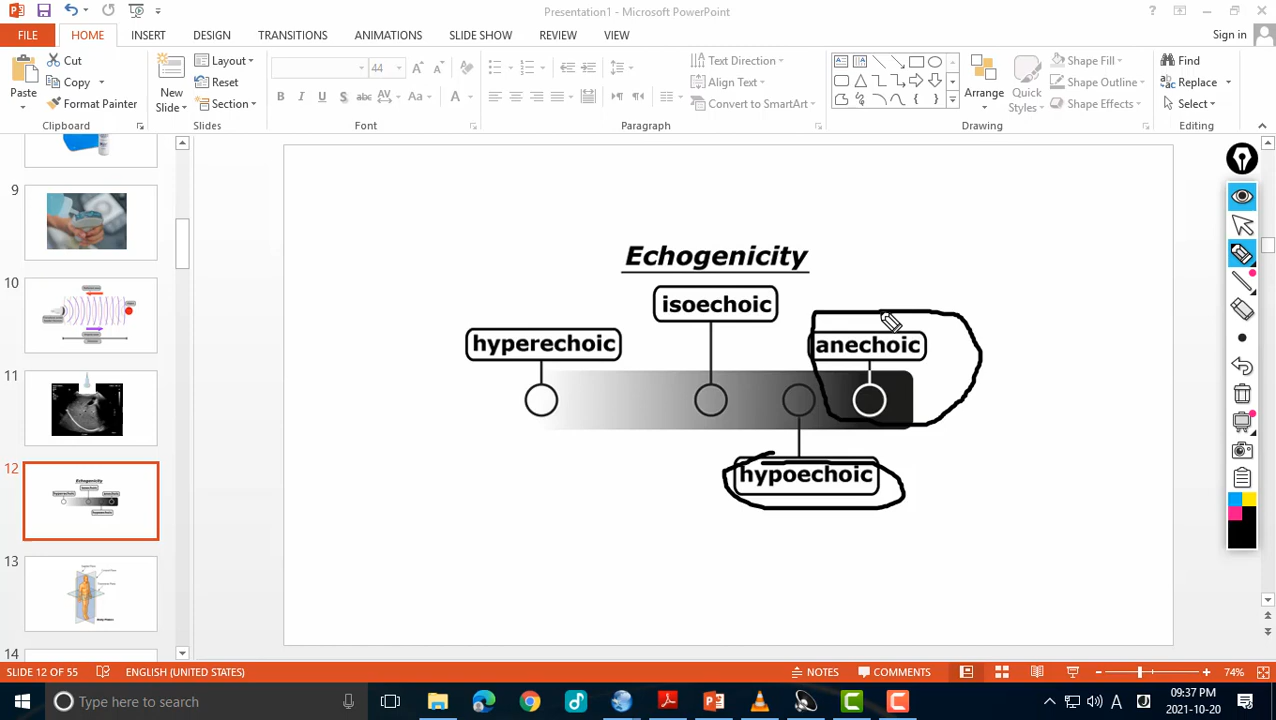 Presentation1 - Microsoft PowerPoint
FILE HOME INSERT DESIGN TRANSITIONS ANIMATIONS SLIDE SHOW REVIEW VIEW Sign in
Cut
Copy
Format Painter
Paste
Clipboard
New
Slide
Layout
Reset
Section
Slides
44
B I U S abc AV Aa A
Font
Text Direction
Align Text
Convert to SmartArt
Paragraph
Arrange
Quick
Styles
Shape Fill
Shape Outline
Shape Effects
Drawing
Find
Replace
Select
Editing
9
10
11
12
13
14
Echogenicity
isoechoic
hyperechoic
anechoic
hypoechoic
SLIDE 12 OF 55 ENGLISH (UNITED STATES) NOTES COMMENTS 74%
Type here to search
09:37 PM
2021-10-20